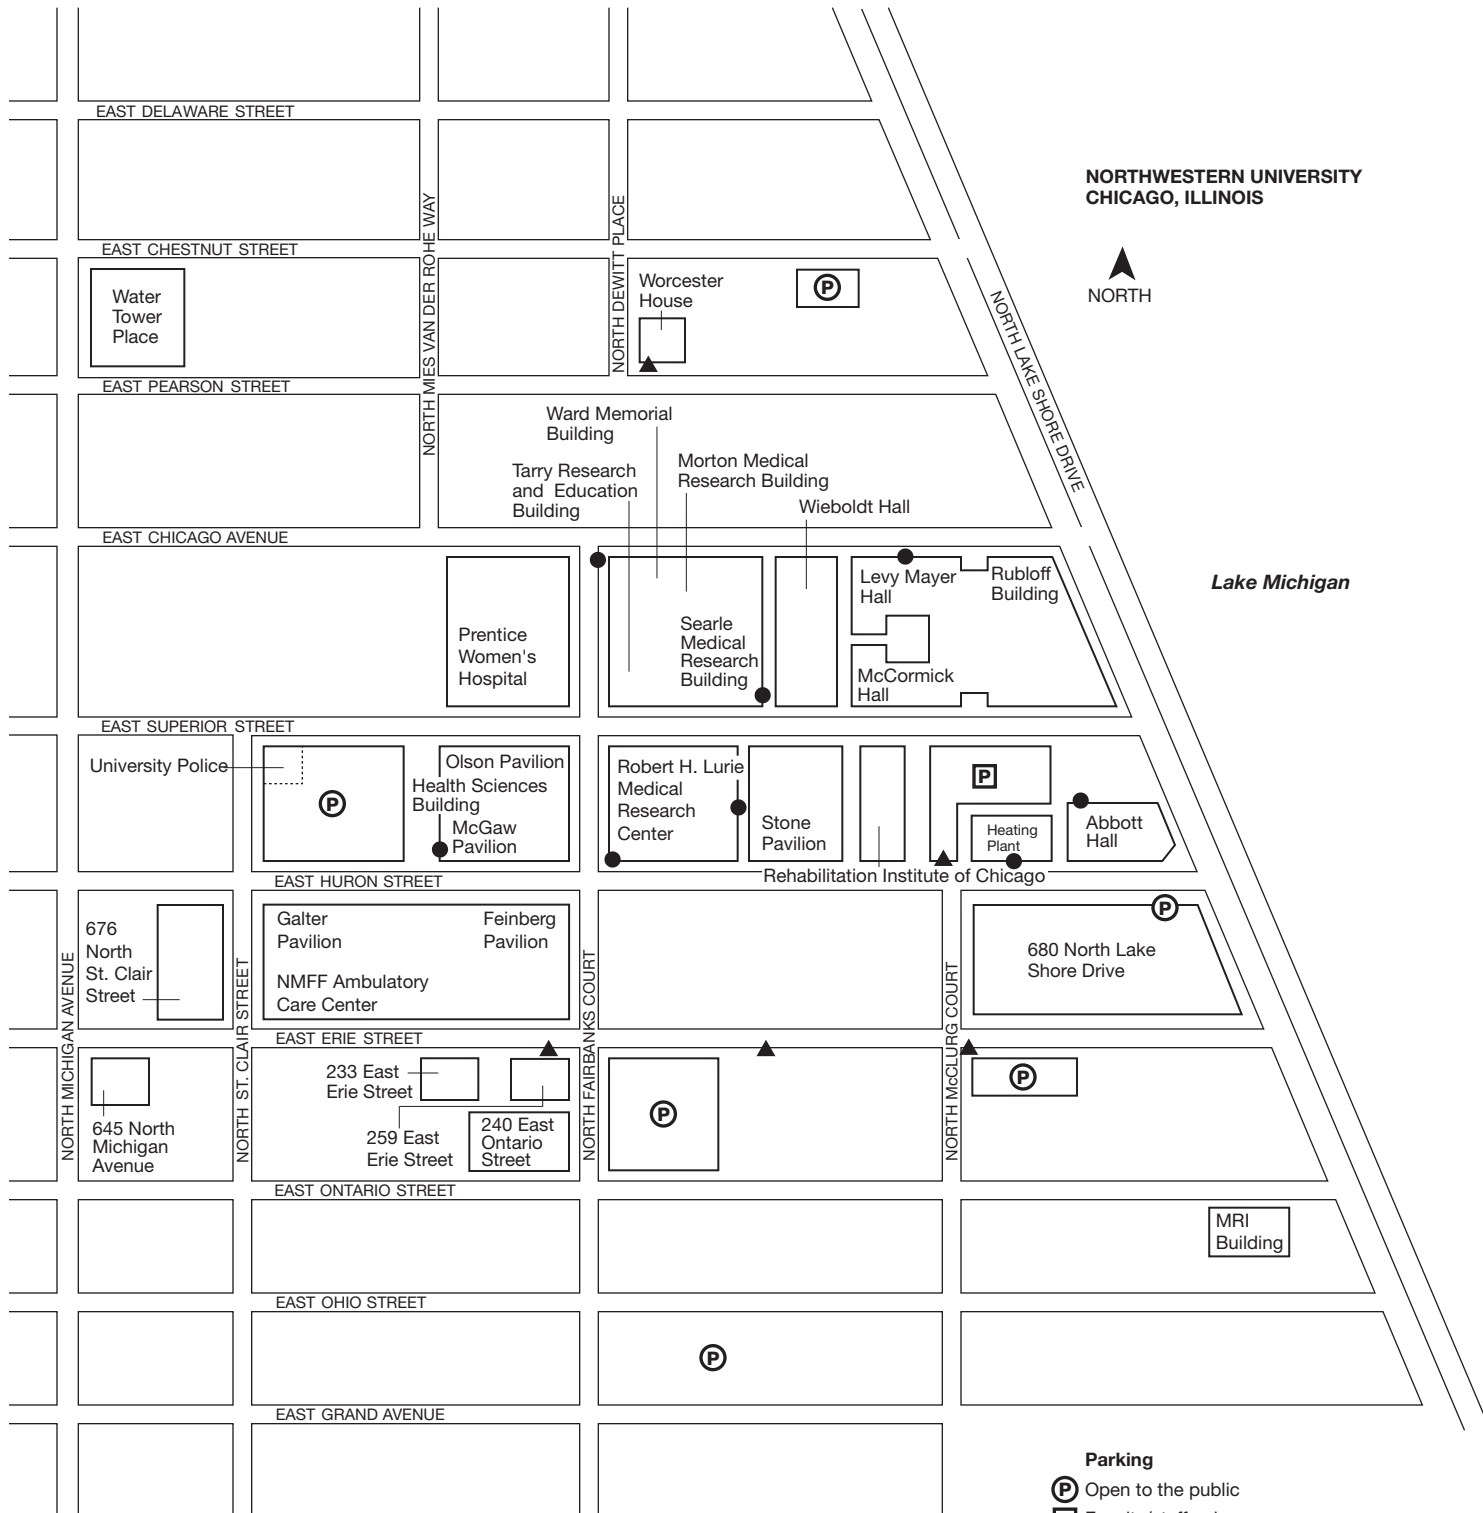 EAST DELAWARE STREET
NORTHWESTERN UNIVERSITY
CHICAGO, ILLINOIS
NORTH
EAST CHESTNUT STREET
NORTH MIES VAN DER ROHE WAY
NORTH DEWITT PLACE
Water
Tower
Place
Worcester
House
P
NORTH LAKE SHORE DRIVE
EAST PEARSON STREET
Ward Memorial
Building
Tarry Research
and Education
Building
Morton Medical
Research Building
Wieboldt Hall
EAST CHICAGO AVENUE
Lake Michigan
Prentice
Women's
Hospital
Searle
Medical
Research
Building
Levy Mayer
Hall
Rubloff
Building
McCormick
Hall
EAST SUPERIOR STREET
University Police
P
Olson Pavilion
Health Sciences
Building
McGaw
Pavilion
Robert H. Lurie
Medical
Research
Center
Stone
Pavilion
P
Heating
Plant
Abbott
Hall
Rehabilitation Institute of Chicago
EAST HURON STREET
676
North
St. Clair
Street
Galter
Pavilion
Feinberg
Pavilion
NMFF Ambulatory
Care Center
P
680 North Lake
Shore Drive
NORTH MICHIGAN AVENUE
NORTH ST. CLAIR STREET
NORTH FAIRBANKS COURT
NORTH McCLURG COURT
EAST ERIE STREET
645 North
Michigan
Avenue
233 East
Erie Street
259 East
Erie Street
240 East
Ontario
Street
P
P
EAST ONTARIO STREET
MRI
Building
EAST OHIO STREET
P
EAST GRAND AVENUE
Parking
P Open to the public